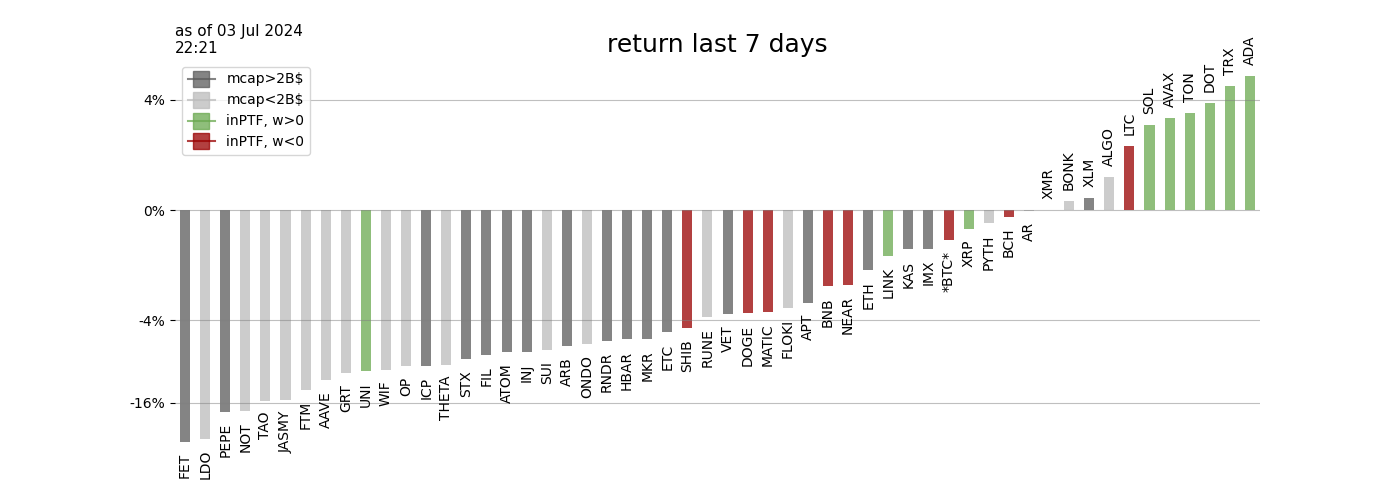 as of 03 Jul 2024
22:21
return last 7 days
mcap>2B$
mcap<2B$
inPTF, w>0
inPTF, w<0
4%
0%
-4%
-16%
FET
LDO
PEPE
NOT
TAO
JASMY
FTM
AAVE
GRT
UNI
WIF
OP
ICP
THETA
STX
FIL
ATOM
INJ
SUI
ARB
ONDO
RNDR
HBAR
MKR
ETC
SHIB
RUNE
VET
DOGE
MATIC
FLOKI
APT
BNB
NEAR
ETH
LINK
KAS
IMX
*BTC*
XRP
PYTH
BCH
AR
XMR
BONK
XLM
ALGO
LTC
SOL
AVAX
TON
DOT
TRX
ADA